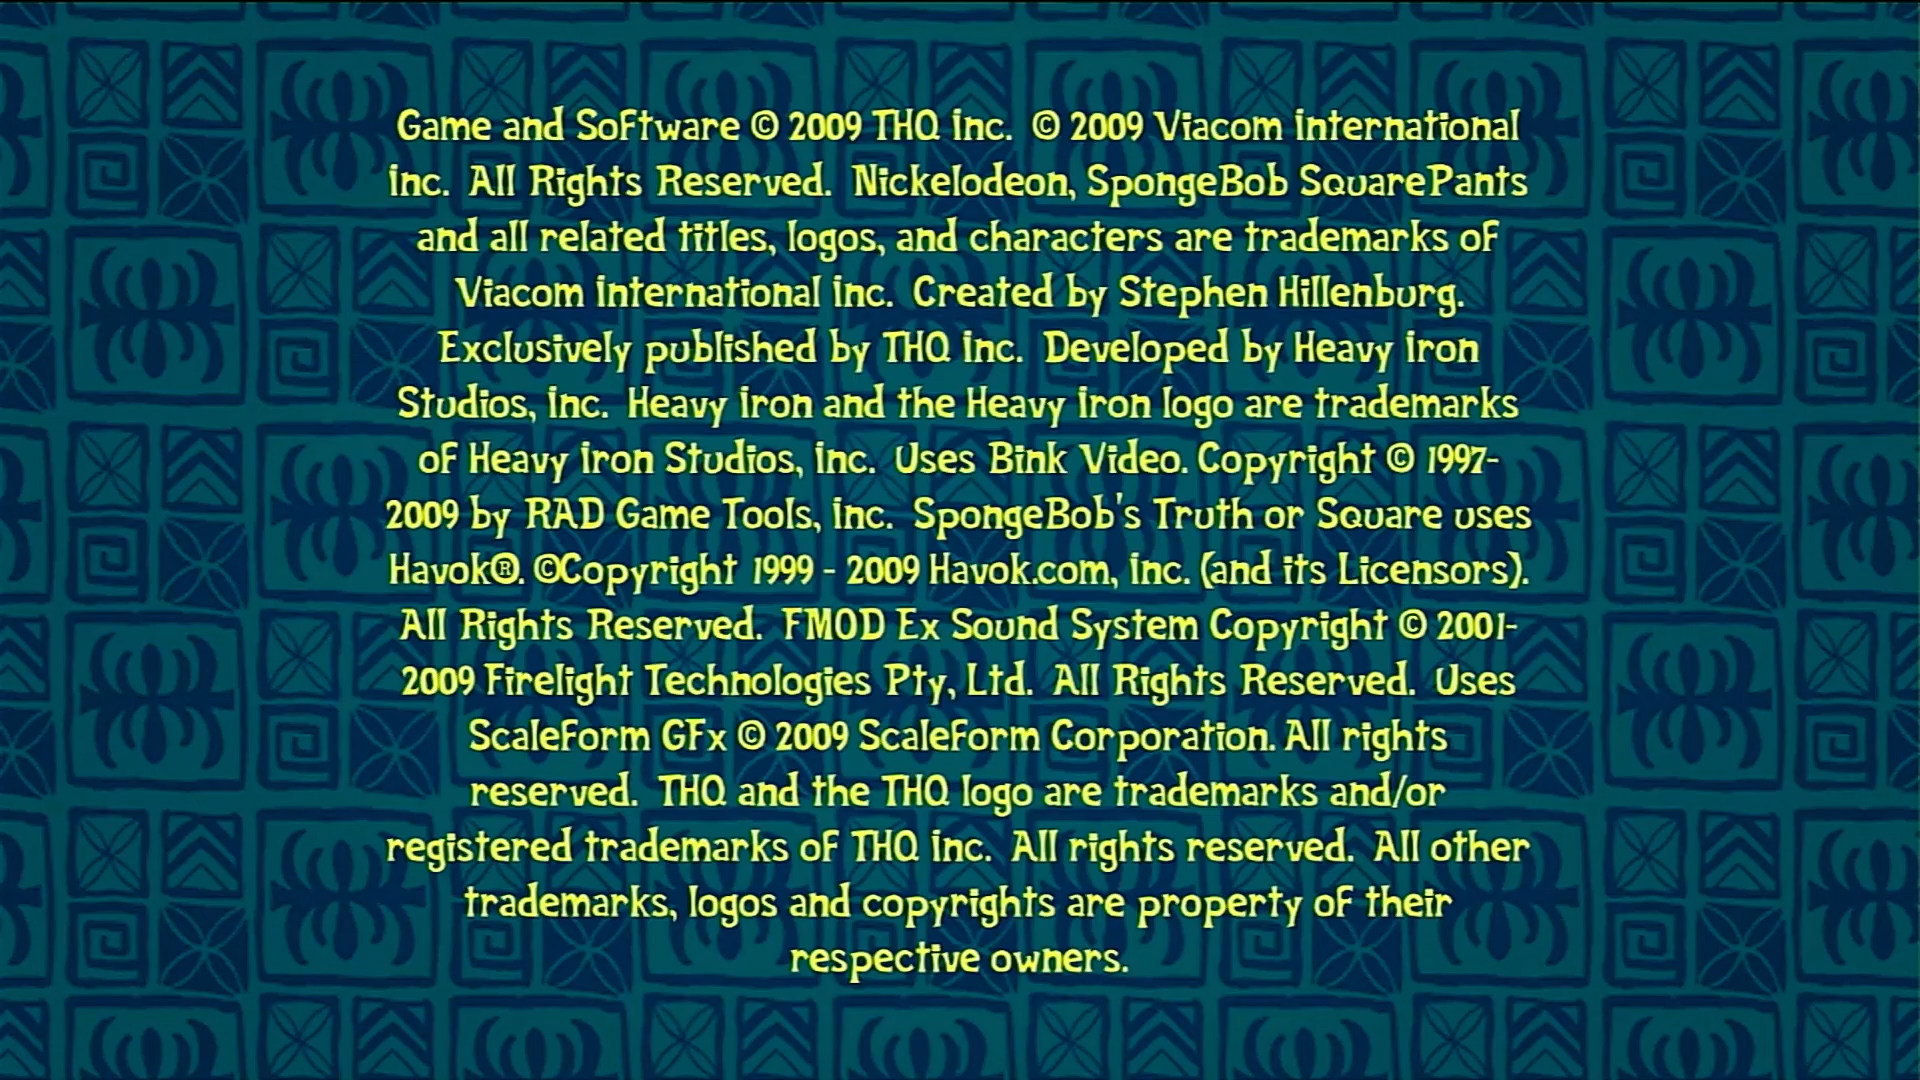 Game and Software © 2009 THQ Inc.  © 2009 Viacom International
Inc.  All Rights Reserved.  Nickelodeon, SpongeBob SquarePants
and all related titles, logos, and characters are trademarks of
Viacom International Inc.  Created by Stephen Hillenburg.
Exclusively published by THQ Inc.  Developed by Heavy Iron
Studios, Inc.  Heavy Iron and the Heavy Iron logo are trademarks
of Heavy Iron Studios, Inc.  Uses Bink Video. Copyright © 1997-
2009 by RAD Game Tools, Inc.  SpongeBob's Truth or Square uses
Havok®. ©Copyright 1999 - 2009 Havok.com, Inc. (and its Licensors).
All Rights Reserved.  FMOD Ex Sound System Copyright © 2001-
2009 Firelight Technologies Pty, Ltd.  All Rights Reserved.  Uses
Scaleform GFx © 2009 Scaleform Corporation. All rights
reserved.  THQ and the THQ logo are trademarks and/or
registered trademarks of THQ Inc.  All rights reserved.  All other
trademarks, logos and copyrights are property of their
respective owners.